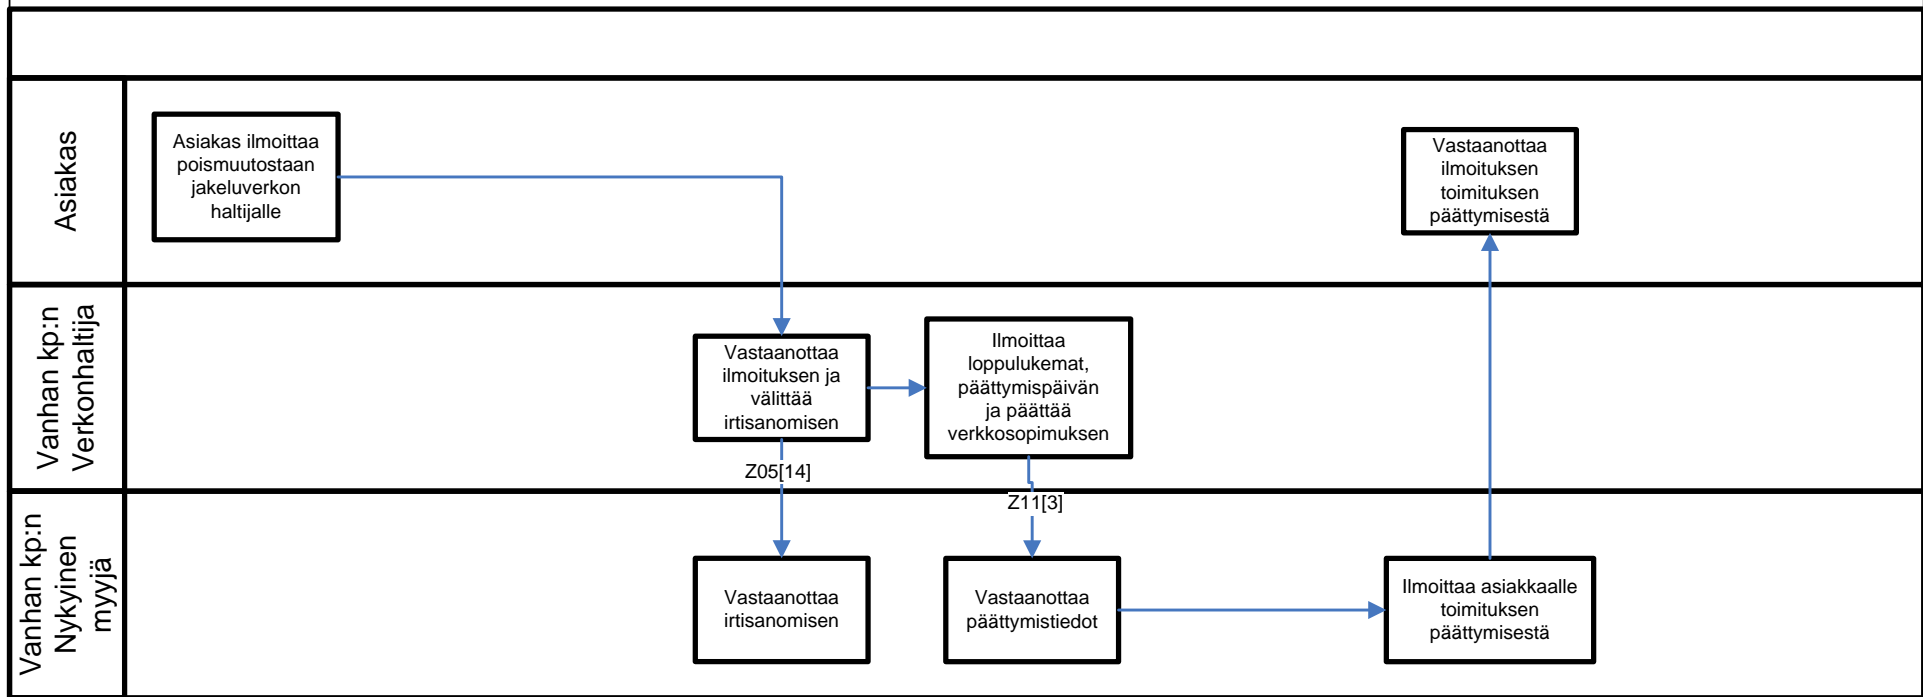 Asiakas
Asiakas ilmoittaa
poismuutostaan
jakeluverkon
haltijalle
Vastaanottaa
ilmoituksen
toimituksen
päättymisestä
Vanhan kp:n
Verkonhaltija
Vastaanottaa
ilmoituksen ja
välittää
irtisanomisen
Ilmoittaa
loppulukemat,
päättymispäivän
ja päättää
verkkosopimuksen
Z05[14]
Z11[3]
Vanhan kp:n
Nykyinen
myyjä
Vastaanottaa
irtisanomisen
Vastaanottaa
päättymistiedot
Ilmoittaa asiakkaalle
toimituksen
päättymisestä